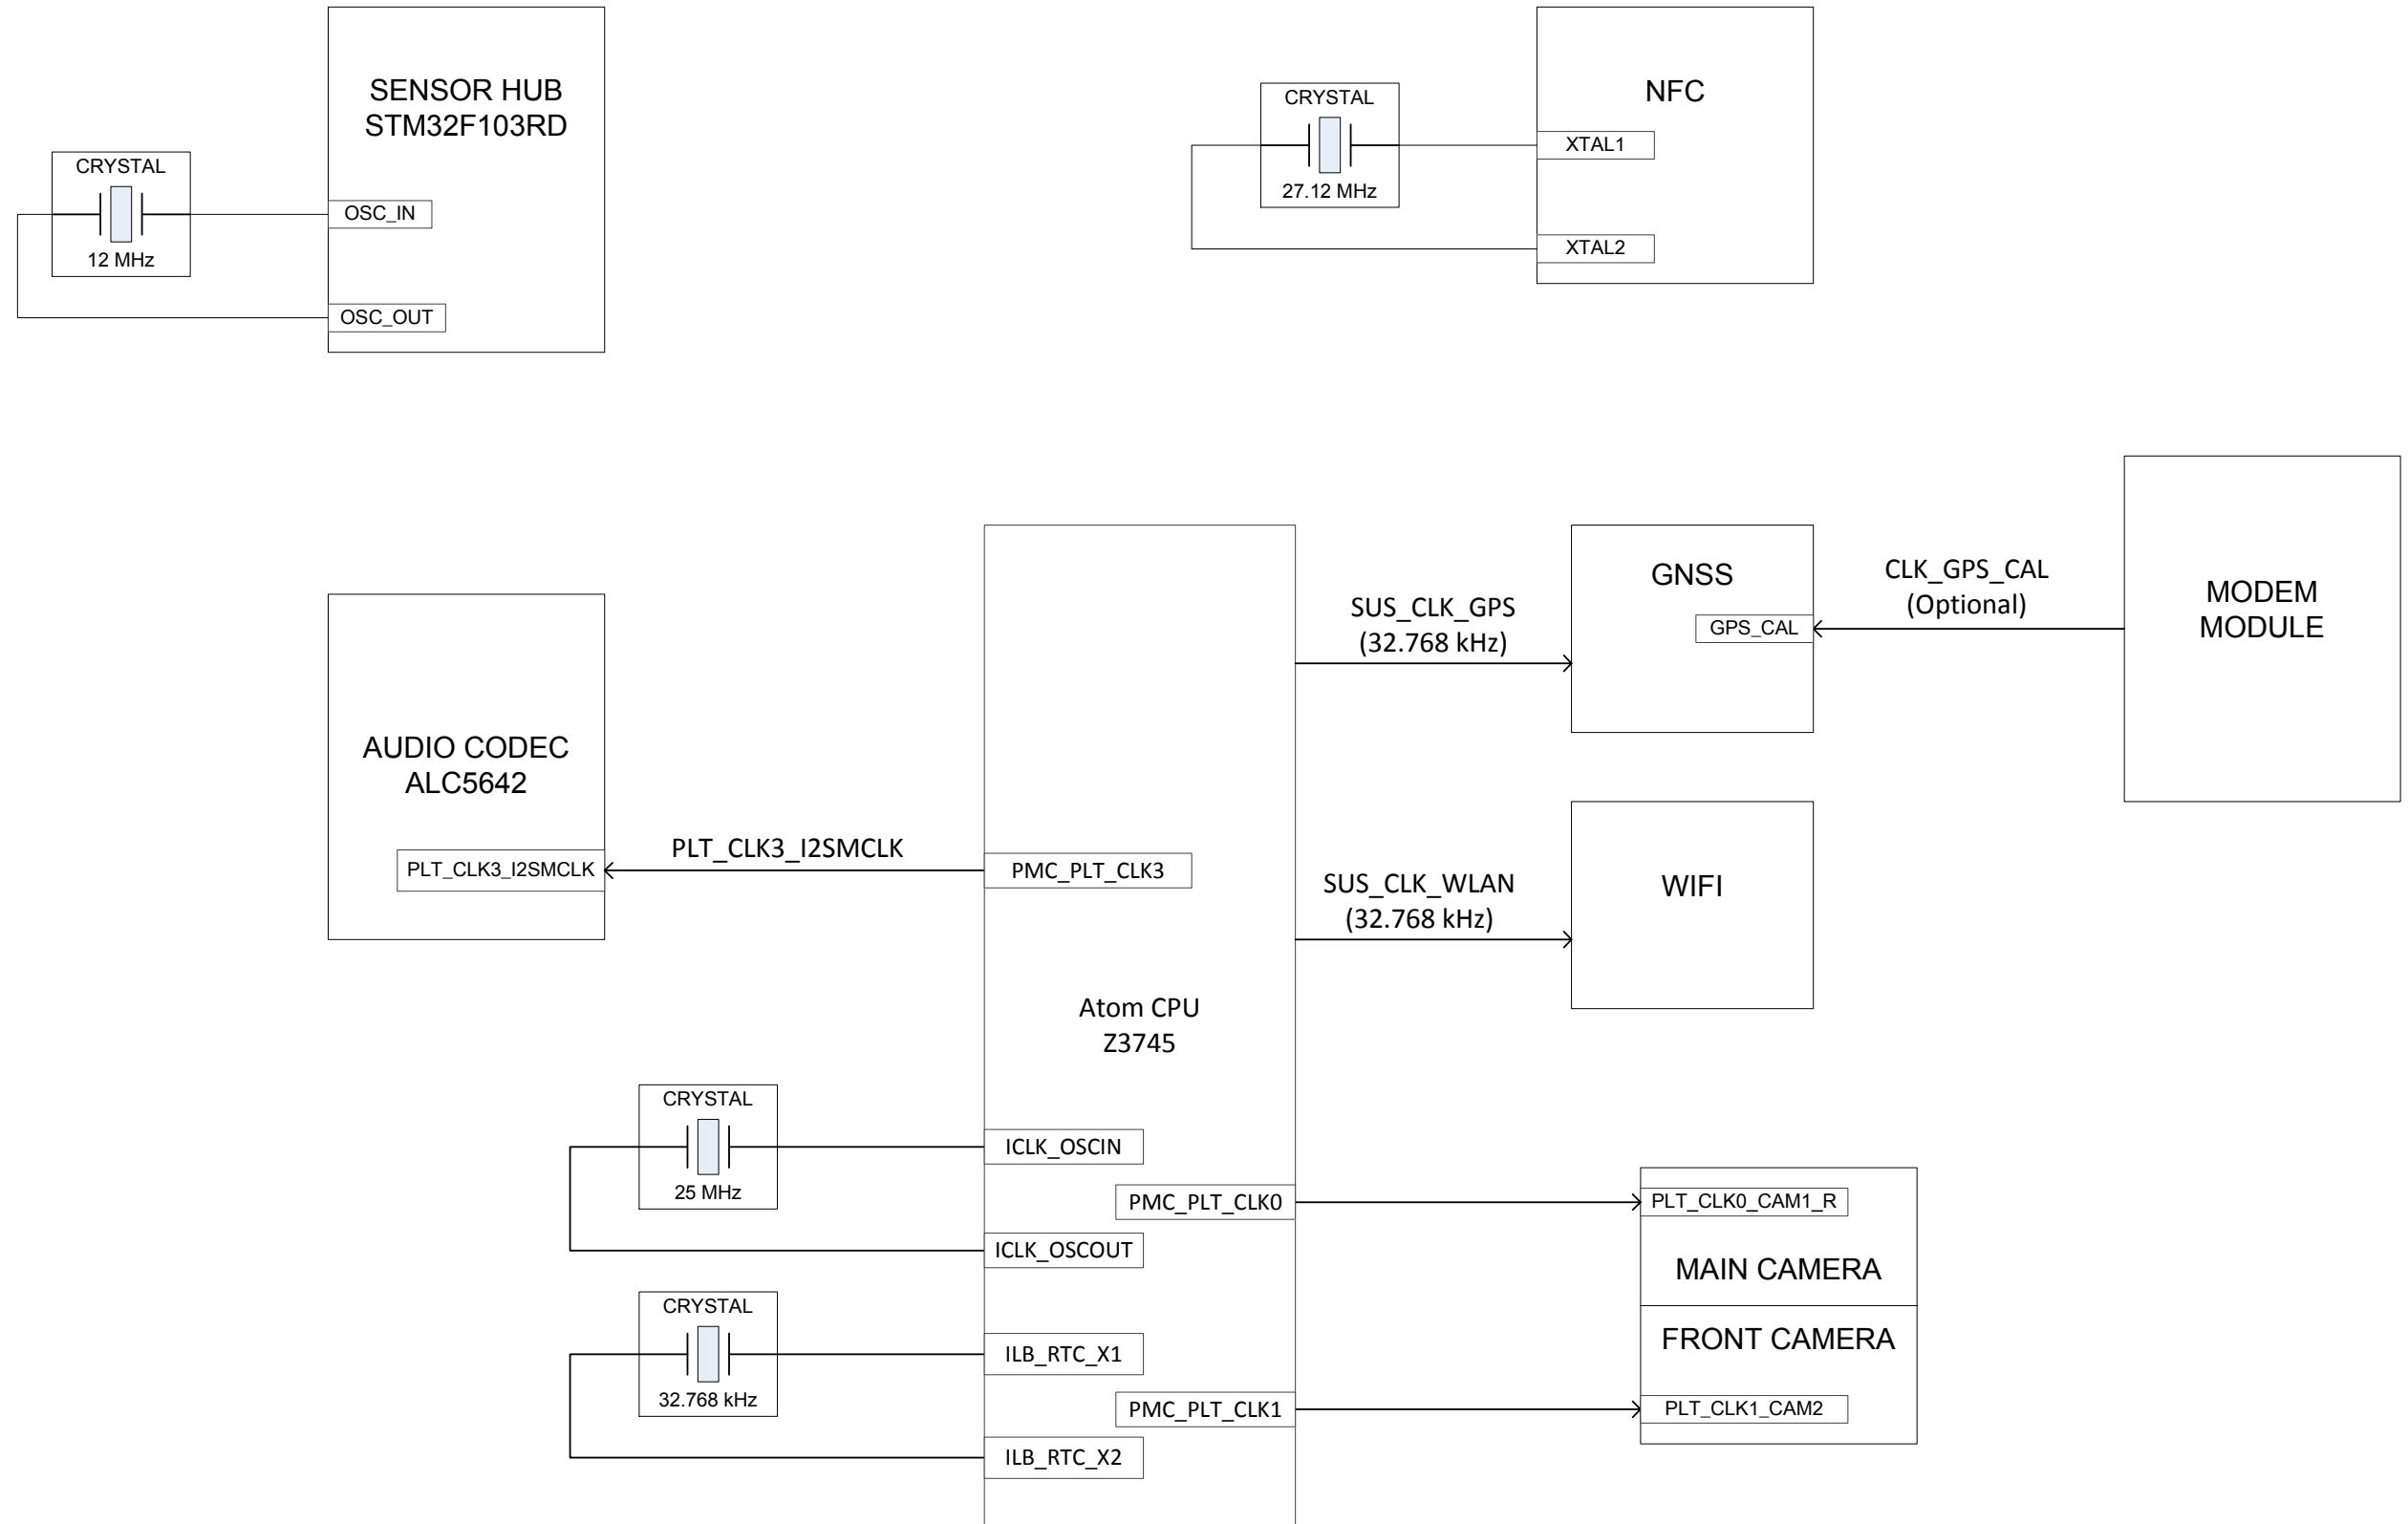 SENSOR HUB
STM32F103RD
CRYSTAL
12 MHz
OSC_IN
OSC_OUT
NFC
CRYSTAL
27.12 MHz
XTAL1
XTAL2
AUDIO CODEC
ALC5642
PLT_CLK3_I2SMCLK
PLT_CLK3_I2SMCLK
PMC_PLT_CLK3
Atom CPU
Z3745
SUS_CLK_GPS
(32.768 kHz)
GNSS
GPS_CAL
CLK_GPS_CAL
(Optional)
MODEM
MODULE
SUS_CLK_WLAN
(32.768 kHz)
WIFI
CRYSTAL
25 MHz
ICLK_OSCIN
ICLK_OSCOUT
PMC_PLT_CLK0
PLT_CLK0_CAM1_R
MAIN CAMERA
FRONT CAMERA
PLT_CLK1_CAM2
CRYSTAL
32.768 kHz
ILB_RTC_X1
PMC_PLT_CLK1
ILB_RTC_X2